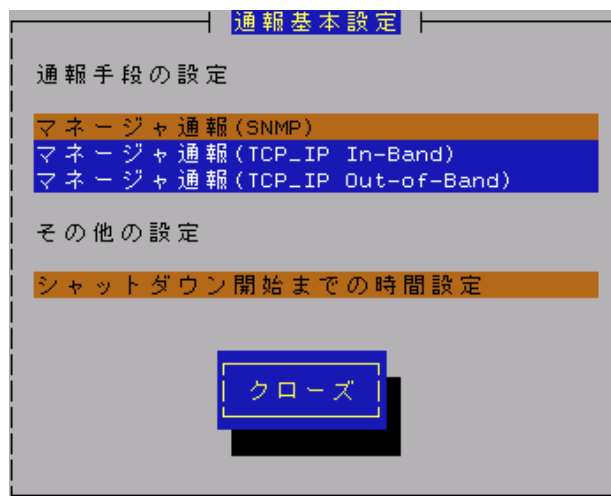 通報基本設定
通報手段の設定
マネージャ通報(SNMP)
マネージャ通報(TCP_IP In-Band)
マネージャ通報(TCP_IP Out-of-Band)
その他の設定
シャットダウン開始までの時間設定
クローズ